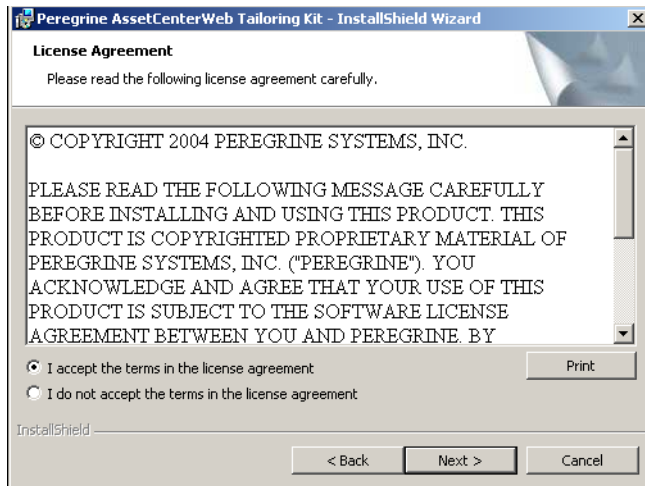 Peregrine AssetCenterWeb Tailoring Kit - InstallShield Wizard
License Agreement
Please read the following license agreement carefully.
© COPYRIGHT 2004 PEREGRINE SYSTEMS, INC.
PLEASE READ THE FOLLOWING MESSAGE CAREFULLY
BEFORE INSTALLING AND USING THIS PRODUCT. THIS
PRODUCT IS COPYRIGHTED PROPRIETARY MATERIAL OF
PEREGRINE SYSTEMS, INC. ("PEREGRINE"). YOU
ACKNOWLEDGE AND AGREE THAT YOUR USE OF THIS
PRODUCT IS SUBJECT TO THE SOFTWARE LICENSE
AGREEMENT BETWEEN YOU AND PEREGRINE. BY
I accept the terms in the license agreement
Print
I do not accept the terms in the license agreement
InstallShield
< Back
Next >
Cancel